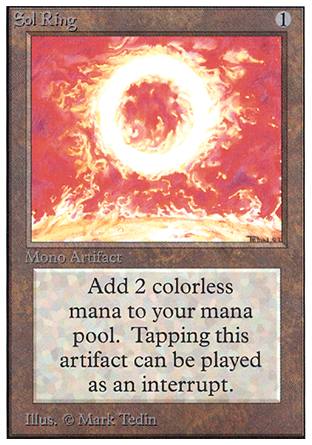 Sol Ring 1
Mono Artifact
Add 2 colorless
mana to your mana
pool. Tapping this
artifact can be played
as an interrupt.
Illus. © Mark Tedin